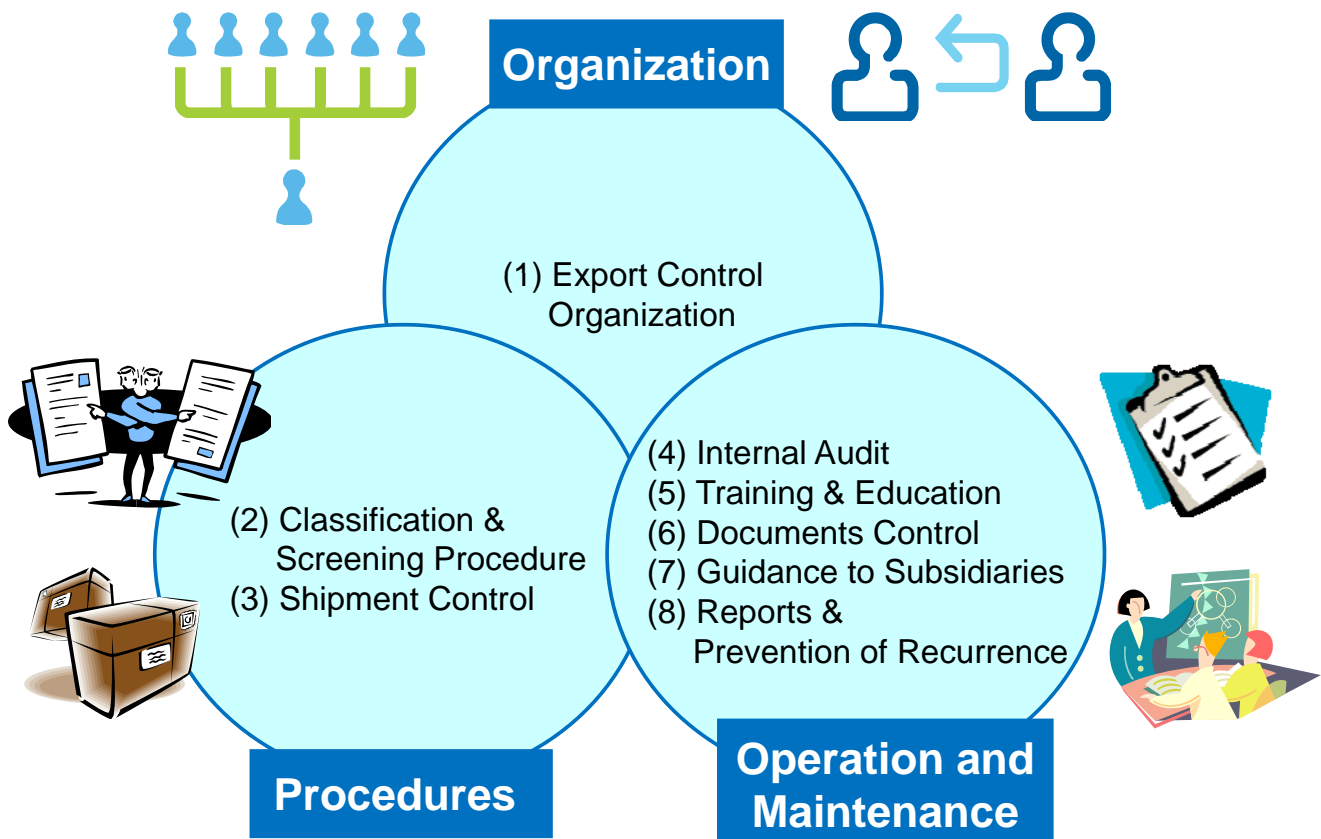 Organization
(1) Export Control
Organization
(2) Classification &
Screening Procedure
(3) Shipment Control
(4) Internal Audit
(5) Training & Education
(6) Documents Control
(7) Guidance to Subsidiaries
(8) Reports &
Prevention of Recurrence
Procedures
Operation and
Maintenance